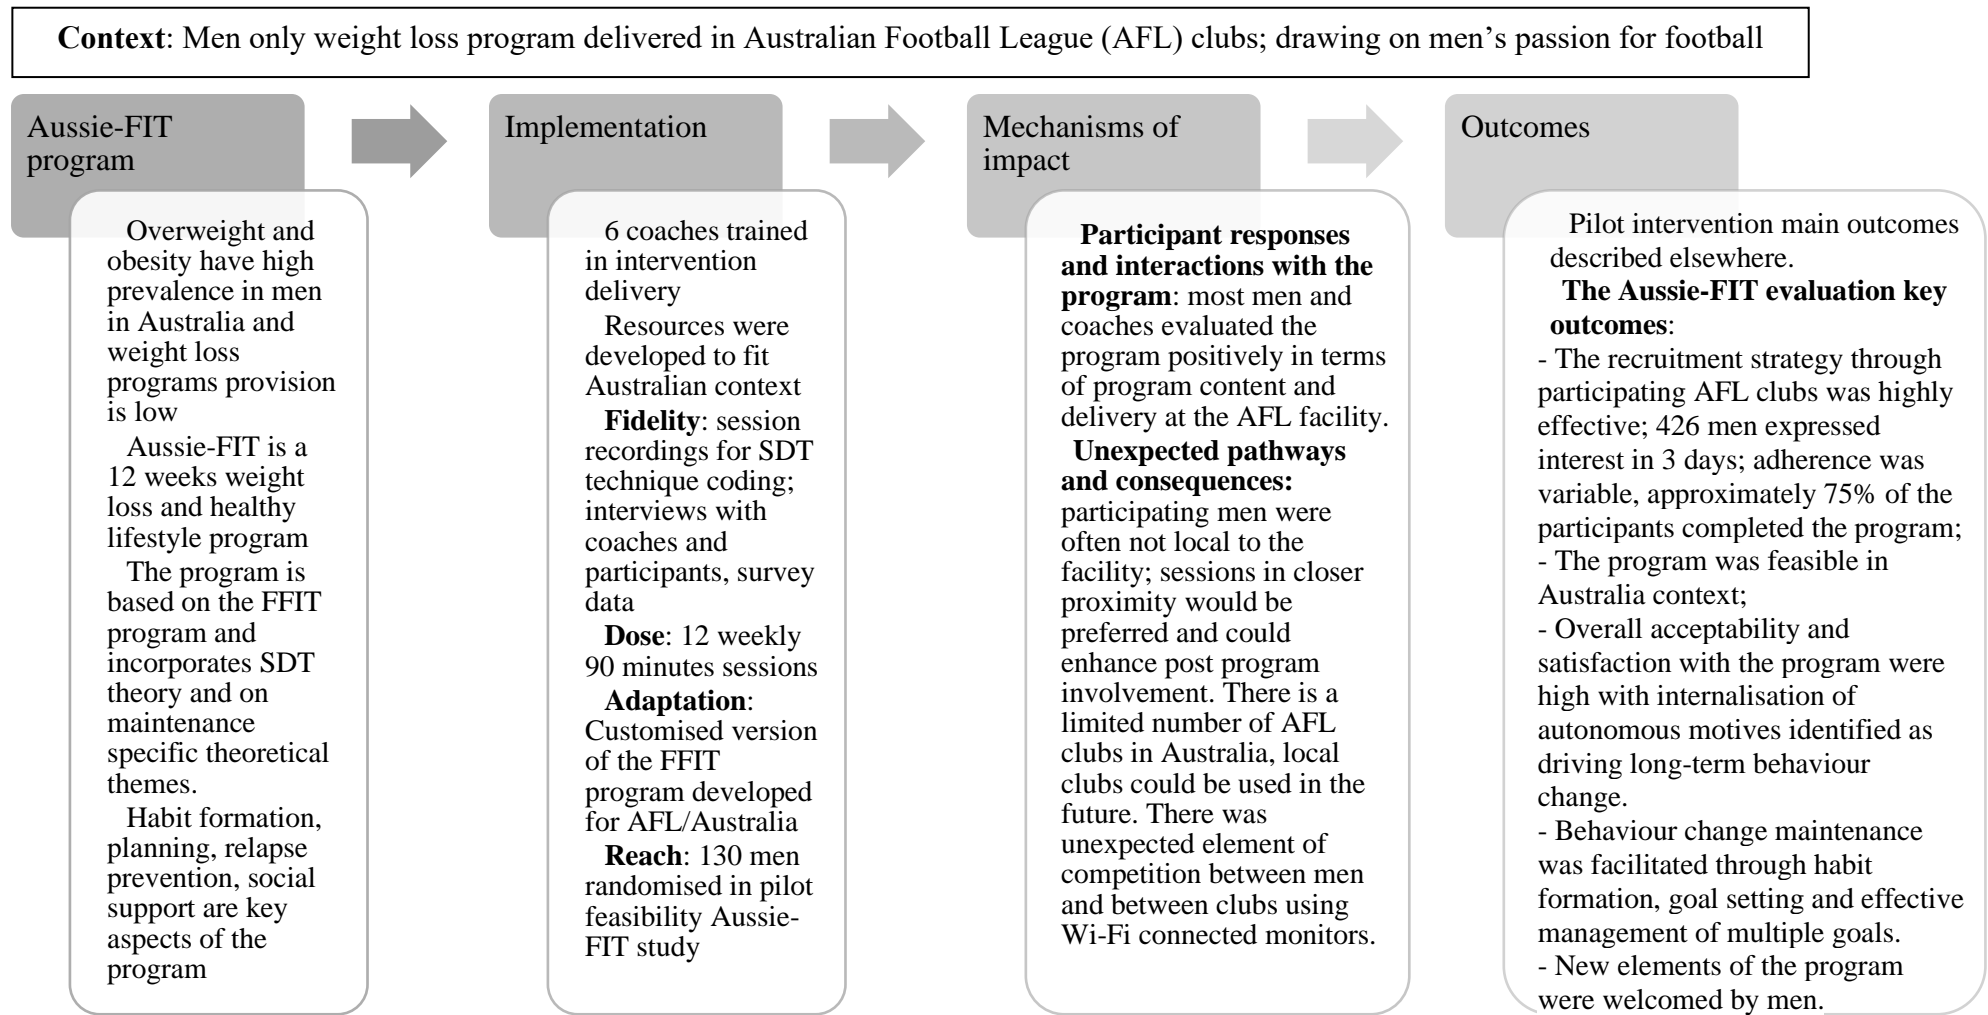 Context: Men only weight loss program delivered in Australian Football League (AFL) clubs; drawing on men’s passion for football
Aussie-FIT
program
Overweight and
obesity have high
prevalence in men
in Australia and
weight loss
programs provision
is low
Aussie-FIT is a
12 weeks weight
loss and healthy
lifestyle program
The program is
based on the FFIT
program and
incorporates SDT
theory and on
maintenance
specific theoretical
themes.
Habit formation,
planning, relapse
prevention, social
support are key
aspects of the
program
Implementation
6 coaches trained
in intervention
delivery
Resources were
developed to fit
Australian context
Fidelity: session
recordings for SDT
technique coding;
interviews with
coaches and
participants, survey
data
Dose: 12 weekly
90 minutes sessions
Adaptation:
Customised version
of the FFIT
program developed
for AFL/Australia
Reach: 130 men
randomised in pilot
feasibility Aussie-
FIT study
Mechanisms of
impact
Participant responses
and interactions with the
program: most men and
coaches evaluated the
program positively in terms
of program content and
delivery at the AFL facility.
Unexpected pathways
and consequences:
participating men were
often not local to the
facility; sessions in closer
proximity would be
preferred and could
enhance post program
involvement. There is a
limited number of AFL
clubs in Australia, local
clubs could be used in the
future. There was
unexpected element of
competition between men
and between clubs using
Wi-Fi connected monitors.
Outcomes
Pilot intervention main outcomes
described elsewhere.
The Aussie-FIT evaluation key
outcomes:
- The recruitment strategy through
participating AFL clubs was highly
effective; 426 men expressed
interest in 3 days; adherence was
variable, approximately 75% of the
participants completed the program;
- The program was feasible in
Australia context;
- Overall acceptability and
satisfaction with the program were
high with internalisation of
autonomous motives identified as
driving long-term behaviour
change.
- Behaviour change maintenance
was facilitated through habit
formation, goal setting and effective
management of multiple goals.
- New elements of the program
were welcomed by men.